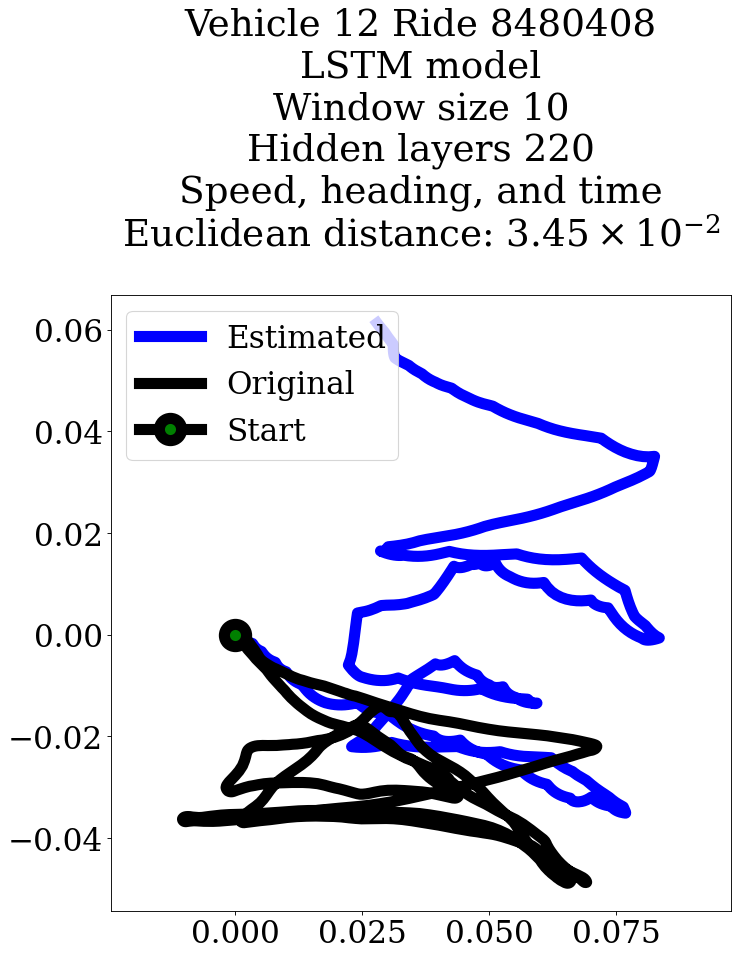 Vehicle 12 Ride 8480408
LSTM model
Window size 10
Hidden layers 220
Speed, heading, and time
Euclidean distance: 3.45 × 10⁻²
Estimated
Original
Start
0.06
0.04
0.02
0.00
−0.02
−0.04
0.000 0.025 0.050 0.075